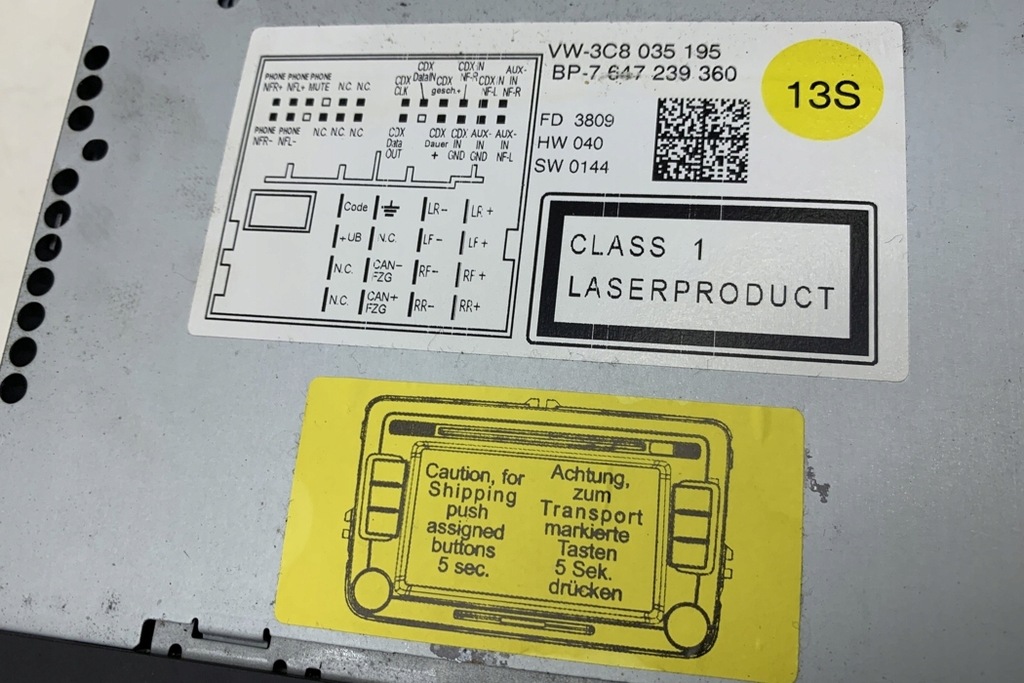 VW-3C8 035 195
BP-7 647 239 360
13S
FD 3809
HW 040
SW 0144
CLASS 1
LASERPRODUCT
PHONE PHONE PHONE
NFR+ NFL+ MUTE N.C. N.C.
CDX CLK
CDX DataIN
CDX gesch.+
CDX IN NF-R
CDX IN NF-L
AUX-IN NF-R
PHONE PHONE
NFR- NFL- N.C. N.C. N.C.
CDX Data OUT
CDX Dauer +
CDX IN GND
AUX-IN GND
AUX-IN NF-L
Code LR- LR+
+UB N.C. LF- LF+
N.C. CAN- FZG RF- RF+
N.C. CAN+ FZG RR- RR+
Caution, for
Shipping
push
assigned
buttons
5 sec.
Achtung,
zum
Transport
markierte
Tasten
5 Sek.
drücken